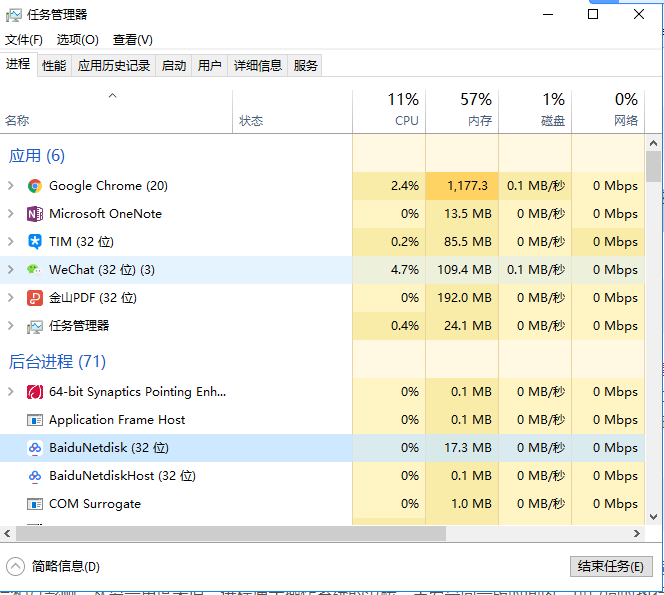 任务管理器
文件(F) 选项(O) 查看(V)
进程 性能 应用历史记录 启动 用户 详细信息 服务
11% 57% 1% 0%
名称 状态 CPU 内存 磁盘 网络
应用 (6)
Google Chrome (20) 2.4% 1,177.3 0.1 MB/秒 0 Mbps
Microsoft OneNote 0% 13.5 MB 0 MB/秒 0 Mbps
TIM (32 位) 0.2% 85.5 MB 0 MB/秒 0 Mbps
WeChat (32 位) (3) 4.7% 109.4 MB 0.1 MB/秒 0 Mbps
金山PDF (32 位) 0% 192.0 MB 0 MB/秒 0 Mbps
任务管理器 0.4% 24.1 MB 0 MB/秒 0 Mbps
后台进程 (71)
64-bit Synaptics Pointing Enh... 0% 0.1 MB 0 MB/秒 0 Mbps
Application Frame Host 0% 0.1 MB 0 MB/秒 0 Mbps
BaiduNetdisk (32 位) 0% 17.3 MB 0 MB/秒 0 Mbps
BaiduNetdiskHost (32 位) 0% 0.1 MB 0 MB/秒 0 Mbps
COM Surrogate 0% 1.0 MB 0 MB/秒 0 Mbps
简略信息(D) 结束任务(E)